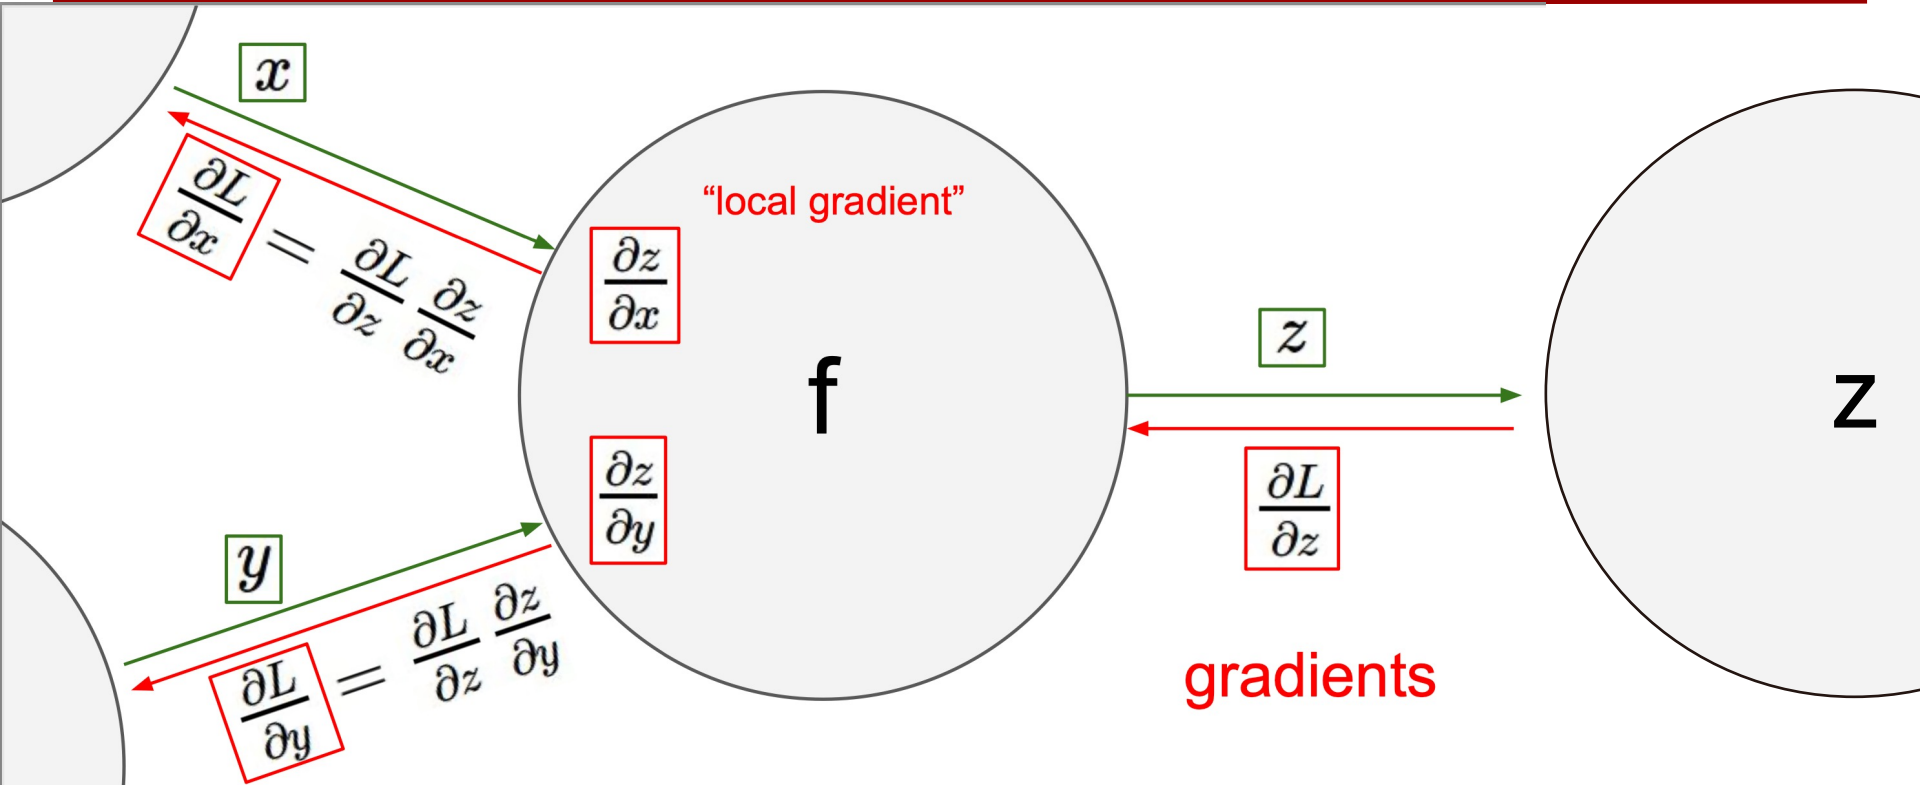 x
∂L/∂x = ∂L/∂z ∂z/∂x
“local gradient”
∂z/∂x
f
∂z/∂y
y
∂L/∂y = ∂L/∂z ∂z/∂y
z
∂L/∂z
gradients
z